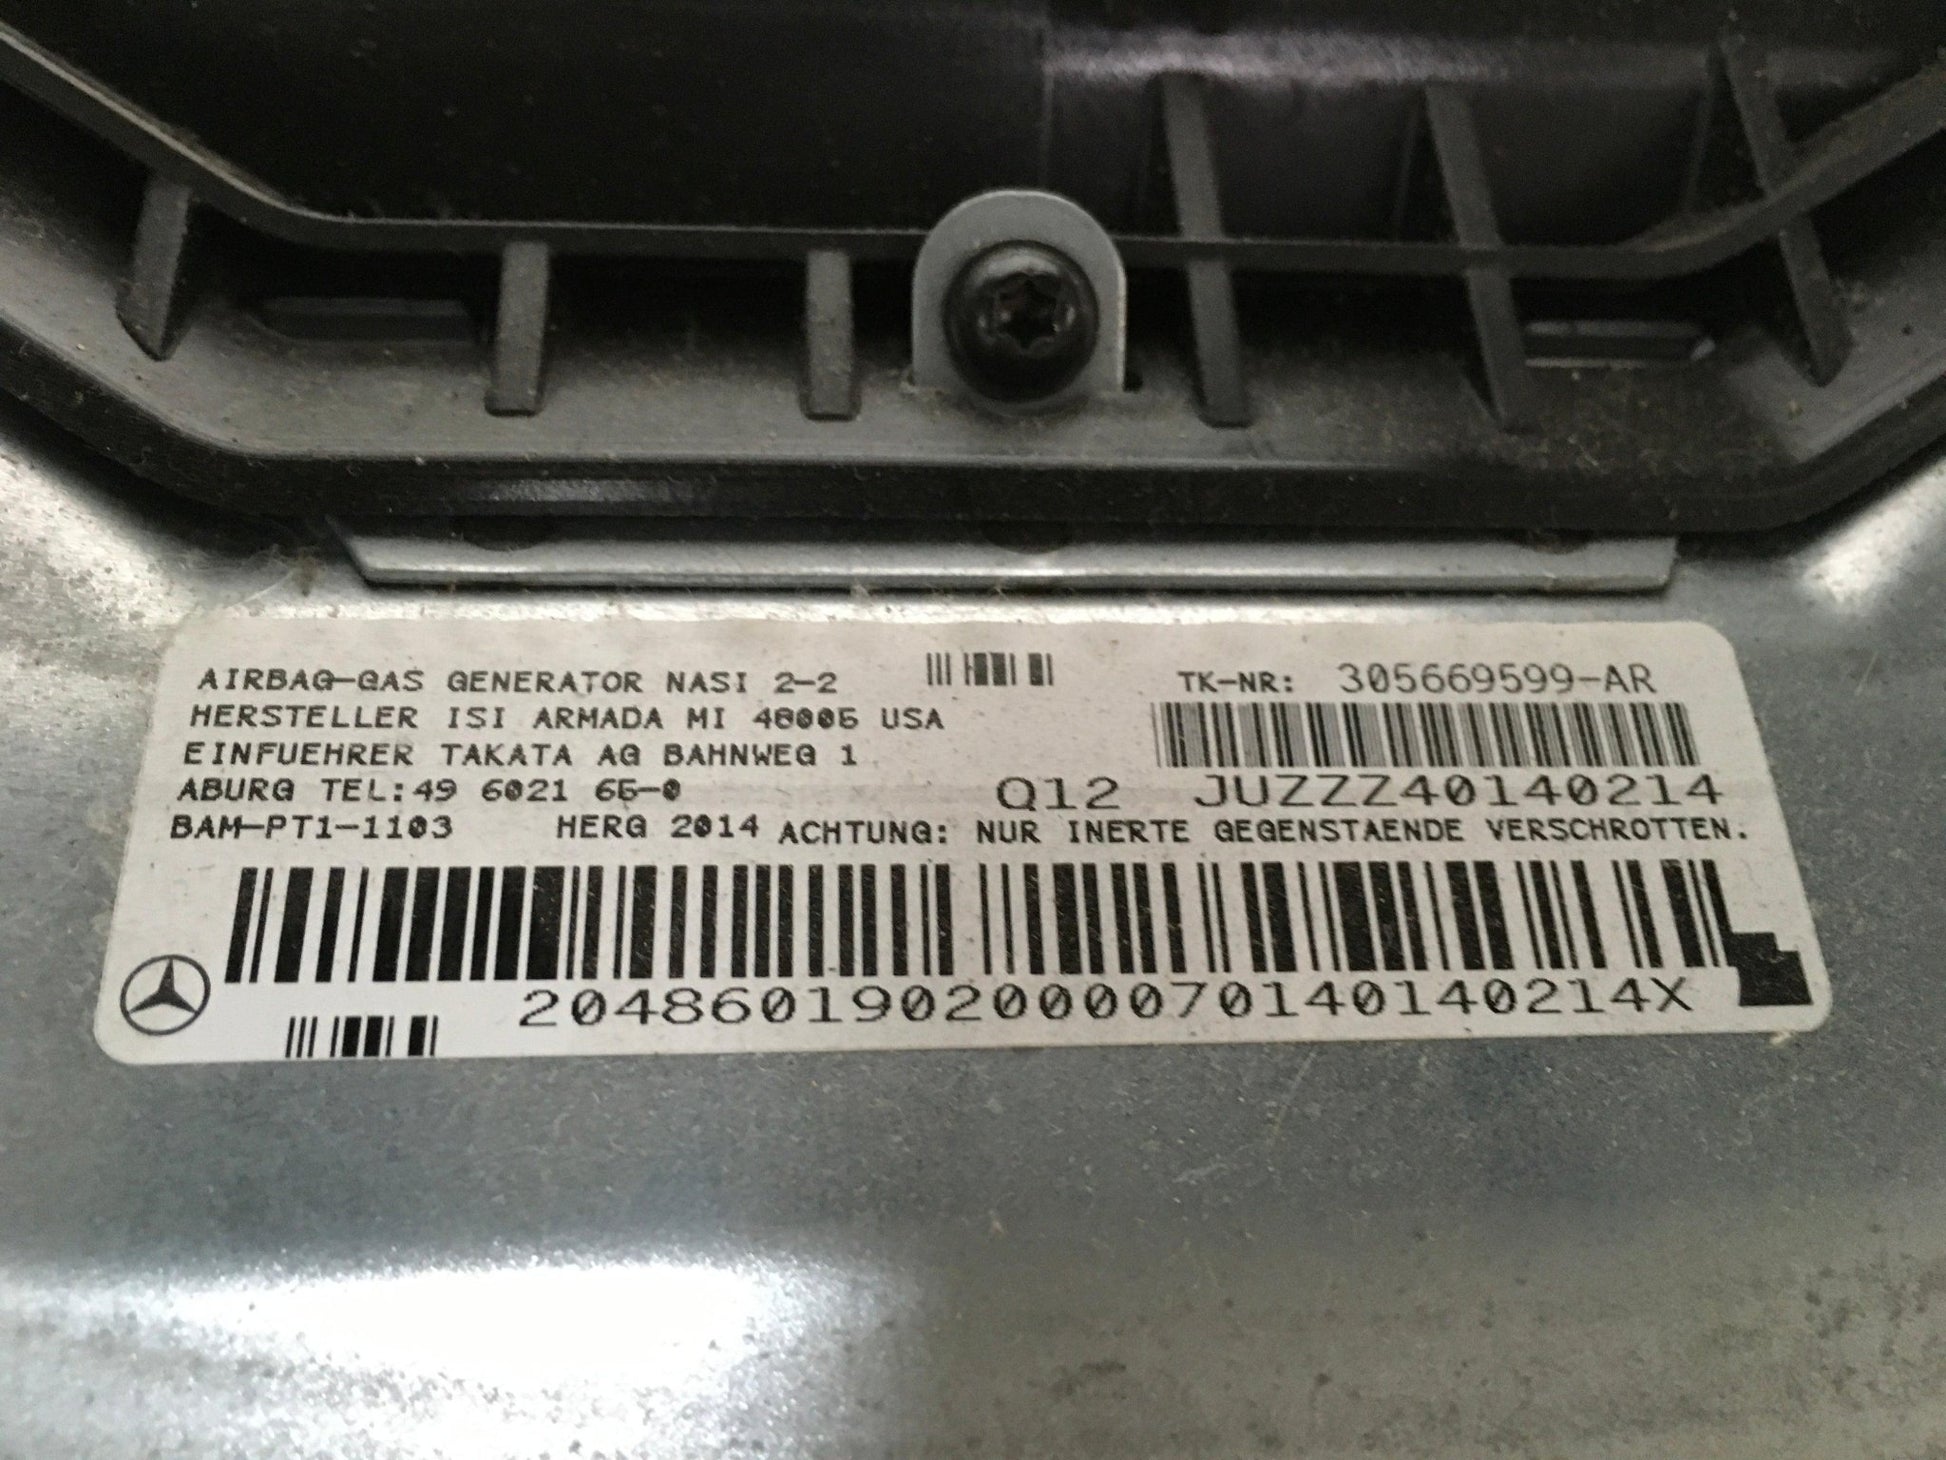 AIRBAG-GAS GENERATOR NASI 2-2
HERSTELLER ISI ARMADA MI 48005 USA
EINFUEHRER TAKATA AG BAHNWEG 1
ABURG TEL:49 6021 65-0
BAM-PT1-1103 HERG 2014
TK-NR: 305669599-AR
Q12 JUZZZ40140214
ACHTUNG: NUR INERTE GEGENSTAENDE VERSCHROTTEN.
20486019020000701401402​14X